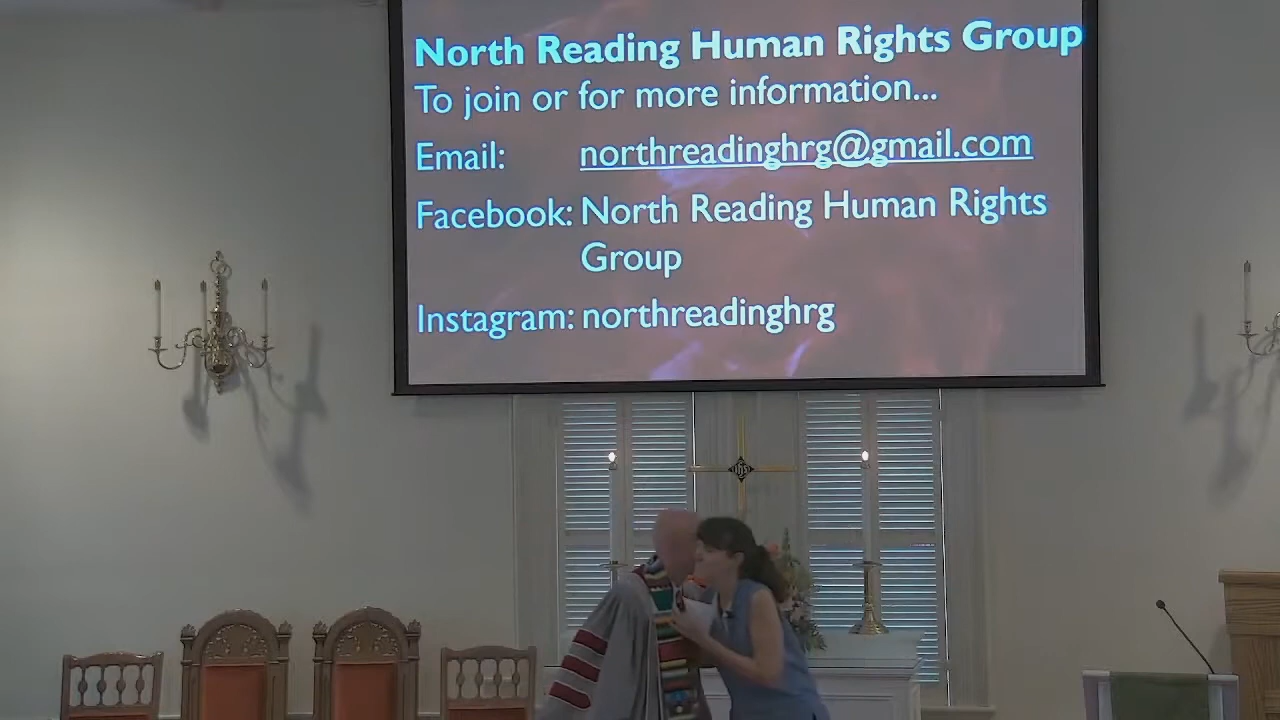 North Reading Human Rights Group
To join or for more information...
Email: northreadinghrg@gmail.com
Facebook: North Reading Human Rights
Group
Instagram: northreadinghrg